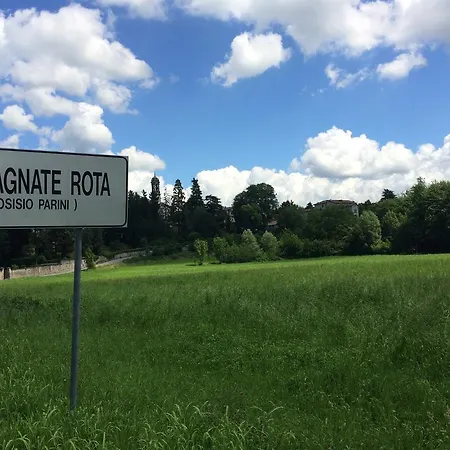 AGNATE ROTA
OSISIO PARINI )